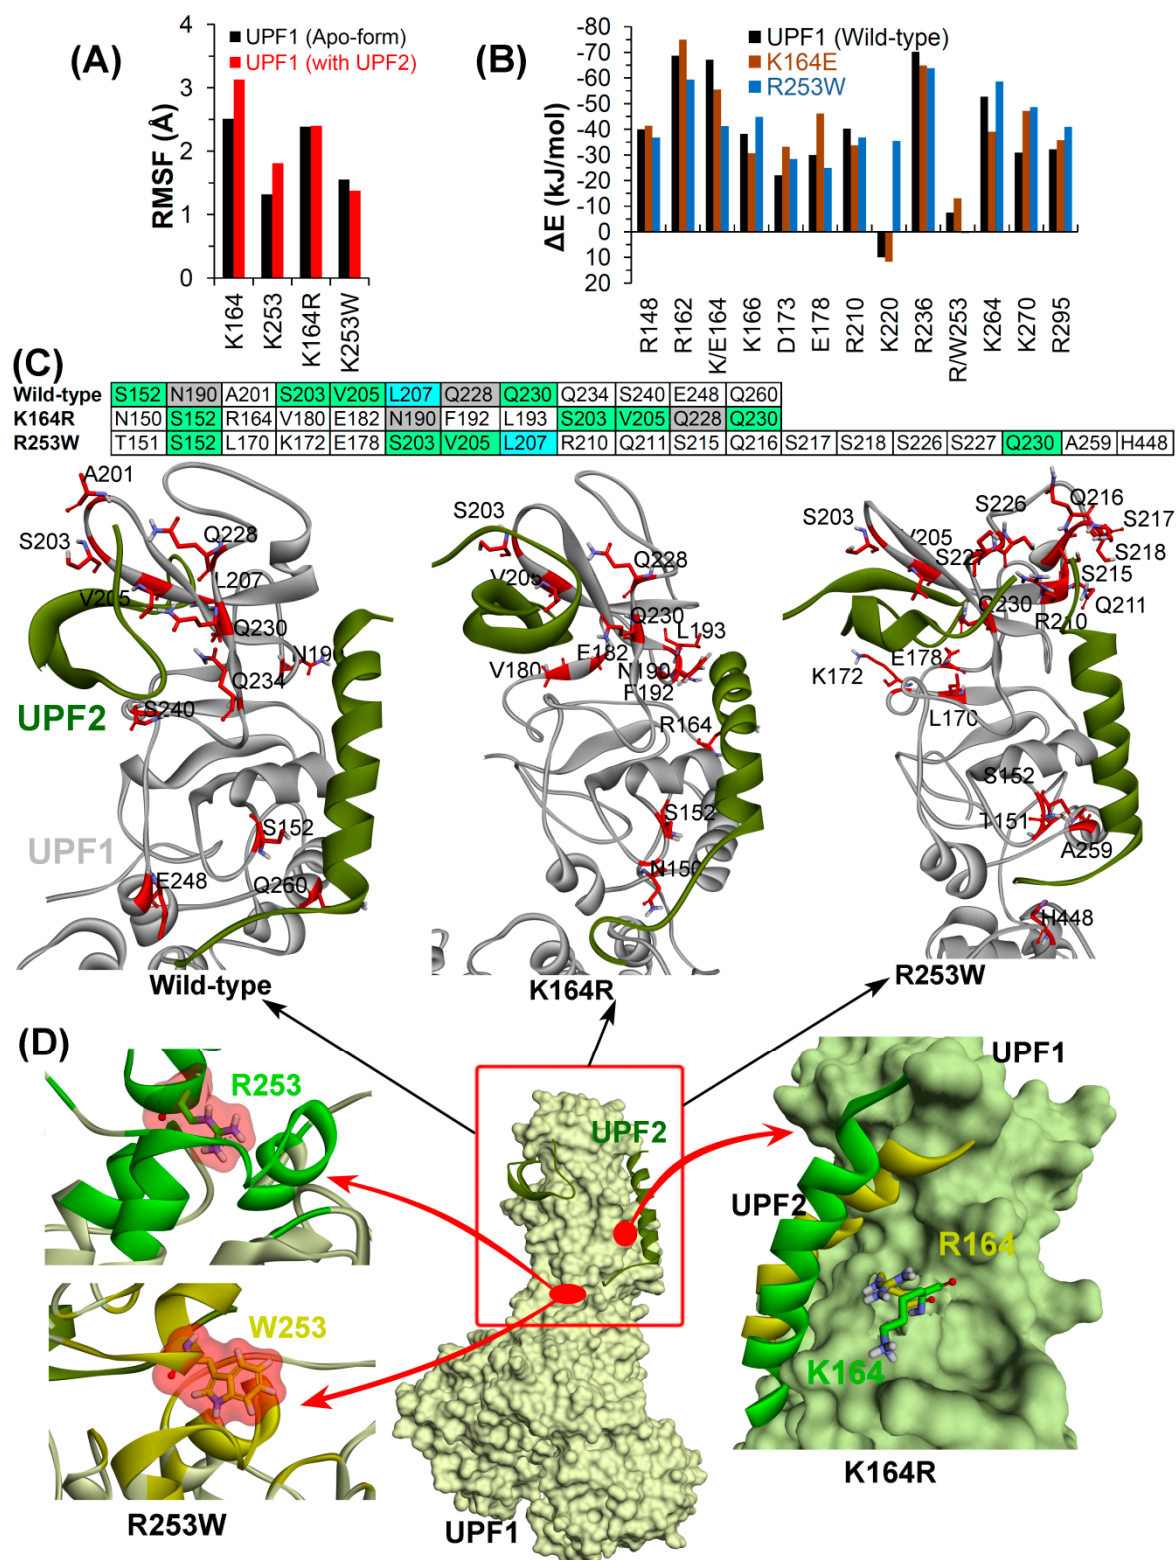 (A)
UPF1 (Apo-form)
UPF1 (with UPF2)
RMSF (Å)
4
3
2
1
0
K164
K253
K164R
K253W
(B)
UPF1 (Wild-type)
K164E
R253W
ΔE (kJ/mol)
-80
-70
-60
-50
-40
-30
-20
-10
0
10
20
R148
R162
K/E164
K166
D173
E178
R210
K220
R236
R/W253
K264
K270
R295
(C)
Wild-type S152 N190 A201 S203 V205 L207 Q228 Q230 Q234 S240 E248 Q260
K164R N150 S152 R164 V180 E182 N190 F192 L193 S203 V205 Q228 Q230
R253W T151 S152 L170 K172 E178 S203 V205 L207 R210 Q211 S215 Q216 S217 S218 S226 S227 Q230 A259 H448
A201
S203
Q228
L207
V205
Q230
N190
Q234
S240
UPF2
S152
UPF1
E248
Q260
Wild-type
S203
Q228
V205
Q230
L193
E182
V180
N190
F192
R164
S152
N150
K164R
S226
Q216
S203
S217
V205
S227
S218
S215
Q230
Q211
R210
E178
K172
L170
S152
T151
A259
H448
R253W
(D)
R253
W253
R253W
UPF2
UPF1
UPF1
UPF2
R164
K164
K164R